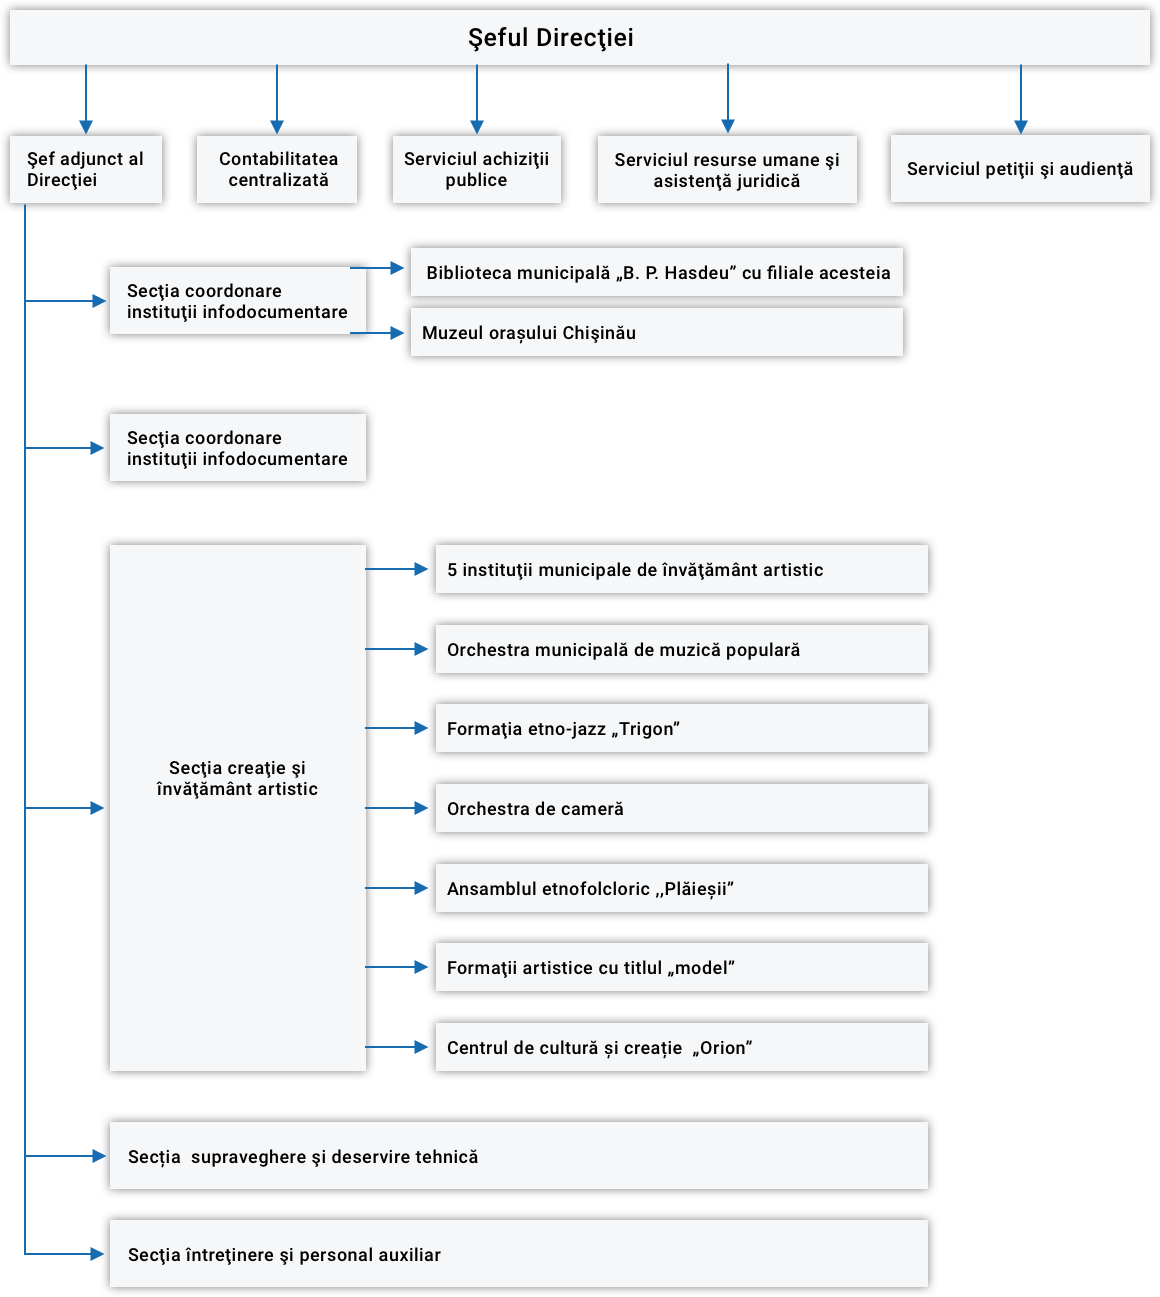 Şeful Direcţiei
Şef adjunct al
Direcţiei
Contabilitatea
centralizată
Serviciul achiziţii
publice
Serviciul resurse umane şi
asistenţă juridică
Serviciul petiţii şi audienţă
Secţia coordonare
instituţii infodocumentare
Biblioteca municipală „B. P. Hasdeu” cu filiale acesteia
Muzeul orașului Chişinău
Secţia coordonare
instituţii infodocumentare
Secţia creaţie şi
învăţământ artistic
5 instituţii municipale de învăţământ artistic
Orchestra municipală de muzică populară
Formaţia etno-jazz „Trigon”
Orchestra de cameră
Ansamblul etnofolcloric ,,Plăieșii”
Formaţii artistice cu titlul „model”
Centrul de cultură și creație  „Orion”
Secția  supraveghere şi deservire tehnică
Secţia întreţinere şi personal auxiliar